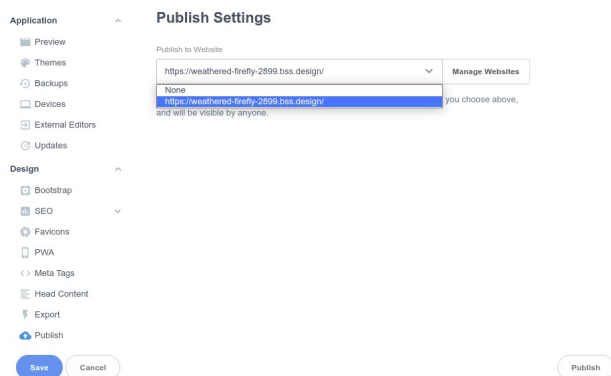 Application
Preview
Themes
Backups
Devices
External Editors
Updates
Design
Bootstrap
SEO
Favicons
PWA
Meta Tags
Head Content
Export
Publish
Save
Cancel
Publish Settings
Publish to Website
https://weathered-firefly-2899.bss.design/
Manage Websites
None
https://weathered-firefly-2899.bss.design/
you choose above,
and will be visible by anyone.
Publish